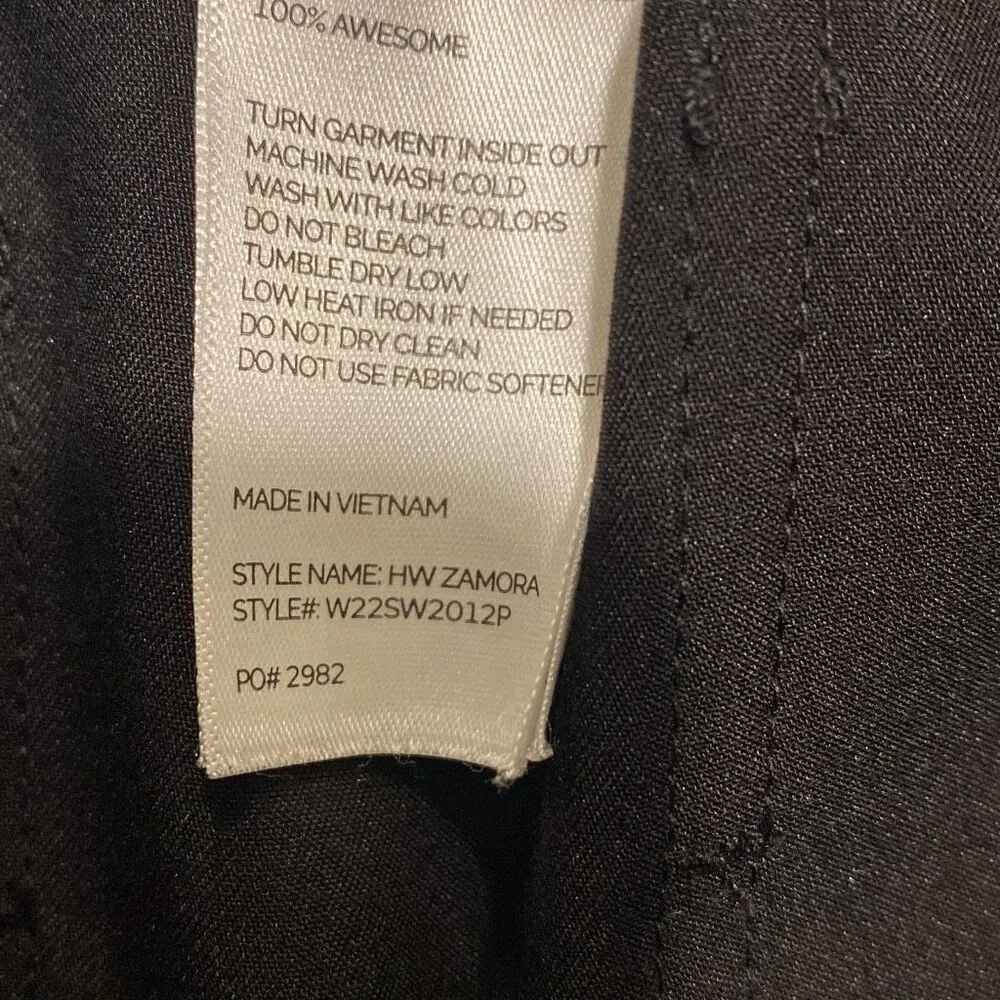 100% AWESOME
TURN GARMENT INSIDE OUT
MACHINE WASH COLD
WASH WITH LIKE COLORS
DO NOT BLEACH
TUMBLE DRY LOW
LOW HEAT IRON IF NEEDED
DO NOT DRY CLEAN
DO NOT USE FABRIC SOFTENER
MADE IN VIETNAM
STYLE NAME: HW ZAMORA
STYLE#: W22SW2012P
PO# 2982